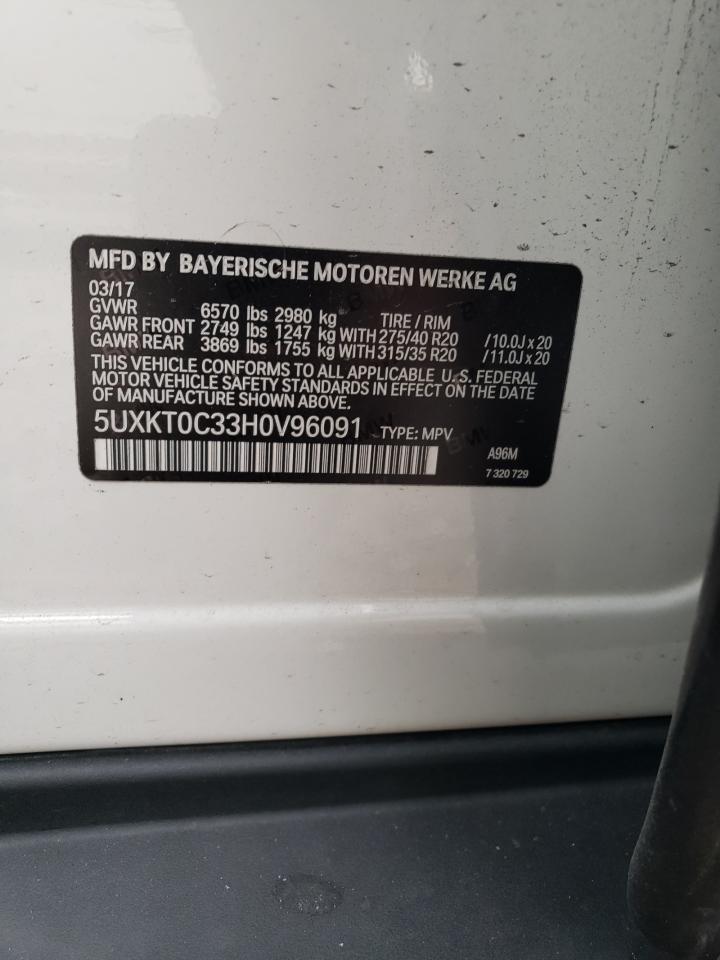 MFD BY BAYERISCHE MOTOREN WERKE AG
03/17
GVWR 6570 lbs 2980 kg TIRE / RIM
GAWR FRONT 2749 lbs 1247 kg WITH 275/40 R20 /10.0J x 20
GAWR REAR 3869 lbs 1755 kg WITH 315/35 R20 /11.0J x 20
THIS VEHICLE CONFORMS TO ALL APPLICABLE U.S. FEDERAL
MOTOR VEHICLE SAFETY STANDARDS IN EFFECT ON THE DATE
OF MANUFACTURE SHOWN ABOVE.
5UXKT0C33H0V96091 TYPE: MPV
A96M
7 320 729